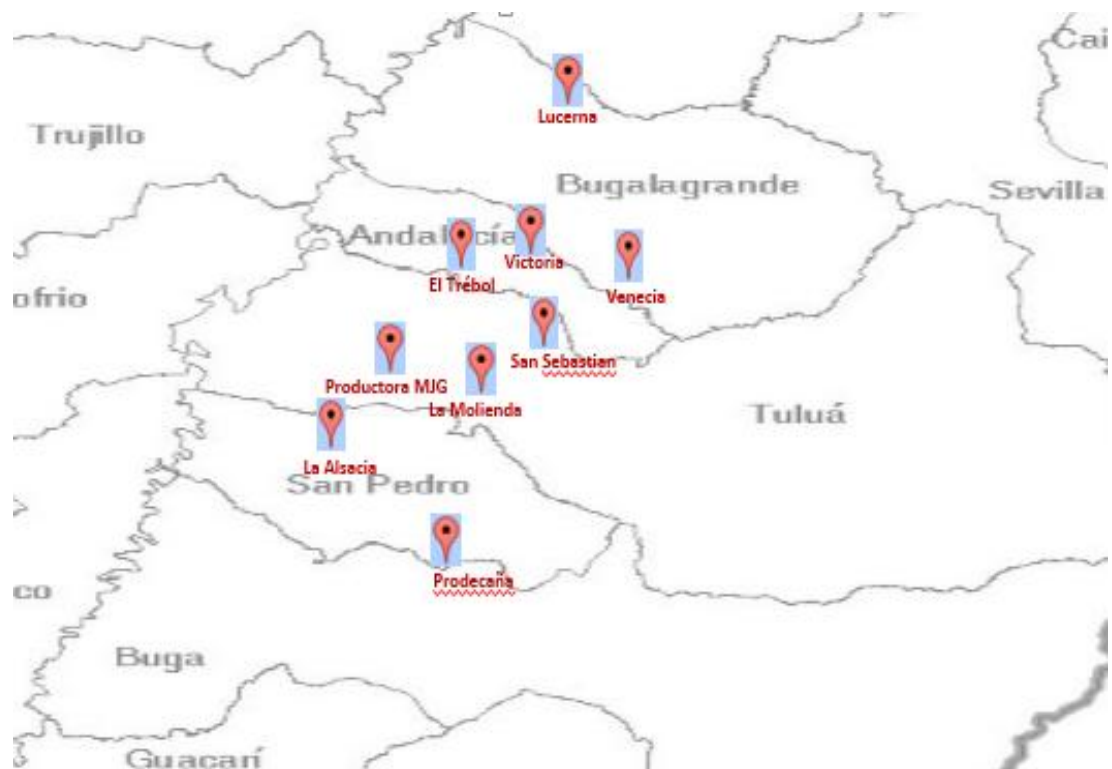 Cai
Lucerna
Trujillo
Bugalagrande
Sevilla
Andalucía
Victoria
El Trébol
Venecia
ofrio
San Sebastian
Productora MJG
La Molienda
Tuluá
La Alsacia
San Pedro
Prodecaña
co
Buga
Guacarí